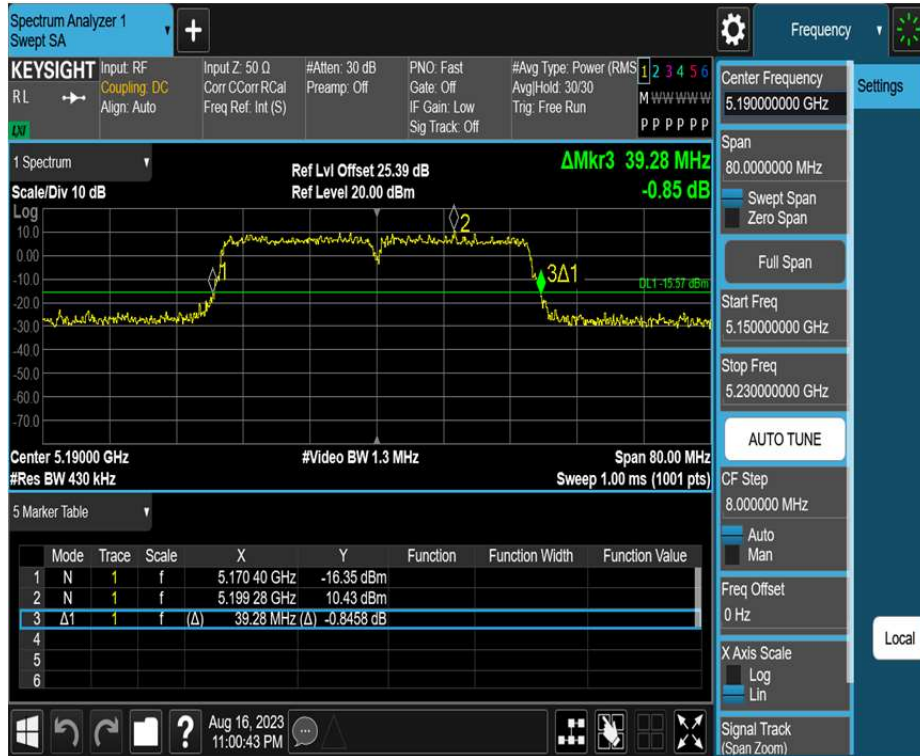 Spectrum Analyzer 1
Swept SA
+
Frequency
KEYSIGHT
RL
LXI
Input: RF
Coupling: DC
Align: Auto
Input Z: 50 Ω
Corr CCorr RCal
Freq Ref: Int (S)
#Atten: 30 dB
Preamp: Off
PNO: Fast
Gate: Off
IF Gain: Low
Sig Track: Off
#Avg Type: Power (RMS
Avg|Hold: 30/30
Trig: Free Run
1 2 3 4 5 6
M W W W W W
P P P P P P
1 Spectrum
Scale/Div 10 dB
Ref Lvl Offset 25.39 dB
Ref Level 20.00 dBm
ΔMkr3 39.28 MHz
-0.85 dB
Log
10.0
0.00
-10.0
-20.0
-30.0
-40.0
-50.0
-60.0
-70.0
1
2
3Δ1
DL1 -15.57 dBm
Center 5.19000 GHz
#Video BW 1.3 MHz
Span 80.00 MHz
#Res BW 430 kHz
Sweep 1.00 ms (1001 pts)
5 Marker Table
Mode Trace Scale X Y Function Function Width Function Value
1 N 1 f 5.170 40 GHz -16.35 dBm
2 N 1 f 5.199 28 GHz 10.43 dBm
3 Δ1 1 f (Δ) 39.28 MHz (Δ) -0.8458 dB
4
5
6
?
Aug 16, 2023
11:00:43 PM
Center Frequency
5.190000000 GHz
Span
80.0000000 MHz
Swept Span
Zero Span
Full Span
Start Freq
5.150000000 GHz
Stop Freq
5.230000000 GHz
AUTO TUNE
CF Step
8.000000 MHz
Auto
Man
Freq Offset
0 Hz
X Axis Scale
Log
Lin
Signal Track
(Span Zoom)
Settings
Local